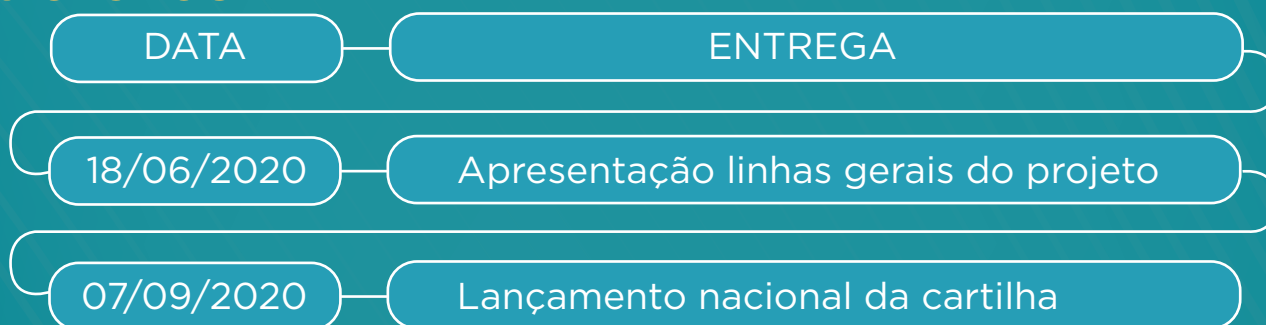 DATA ENTREGA
18/06/2020 Apresentação linhas gerais do projeto
07/09/2020 Lançamento nacional da cartilha